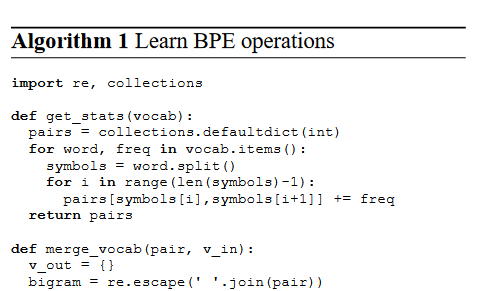 Algorithm 1 Learn BPE operations
import re, collections
def get_stats(vocab):
  pairs = collections.defaultdict(int)
  for word, freq in vocab.items():
    symbols = word.split()
    for i in range(len(symbols)-1):
      pairs[symbols[i],symbols[i+1]] += freq
  return pairs
def merge_vocab(pair, v_in):
  v_out = {}
  bigram = re.escape(' '.join(pair))